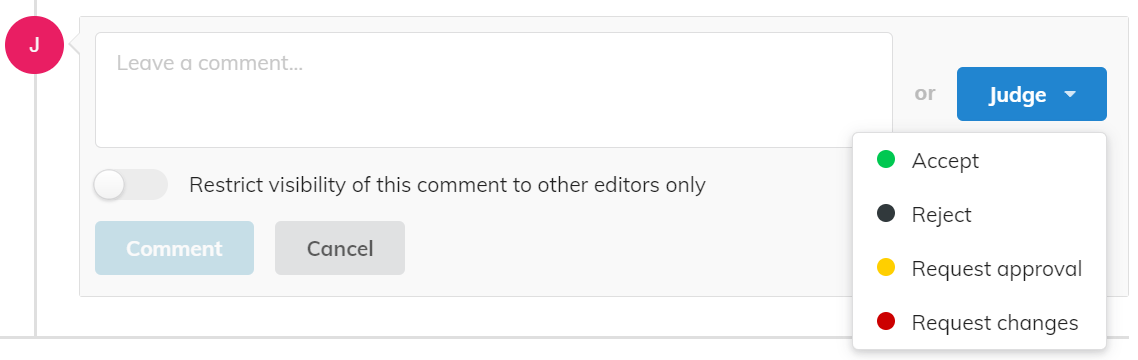 J
Leave a comment...
or
Judge
Restrict visibility of this comment to other editors only
Comment
Cancel
Accept
Reject
Request approval
Request changes